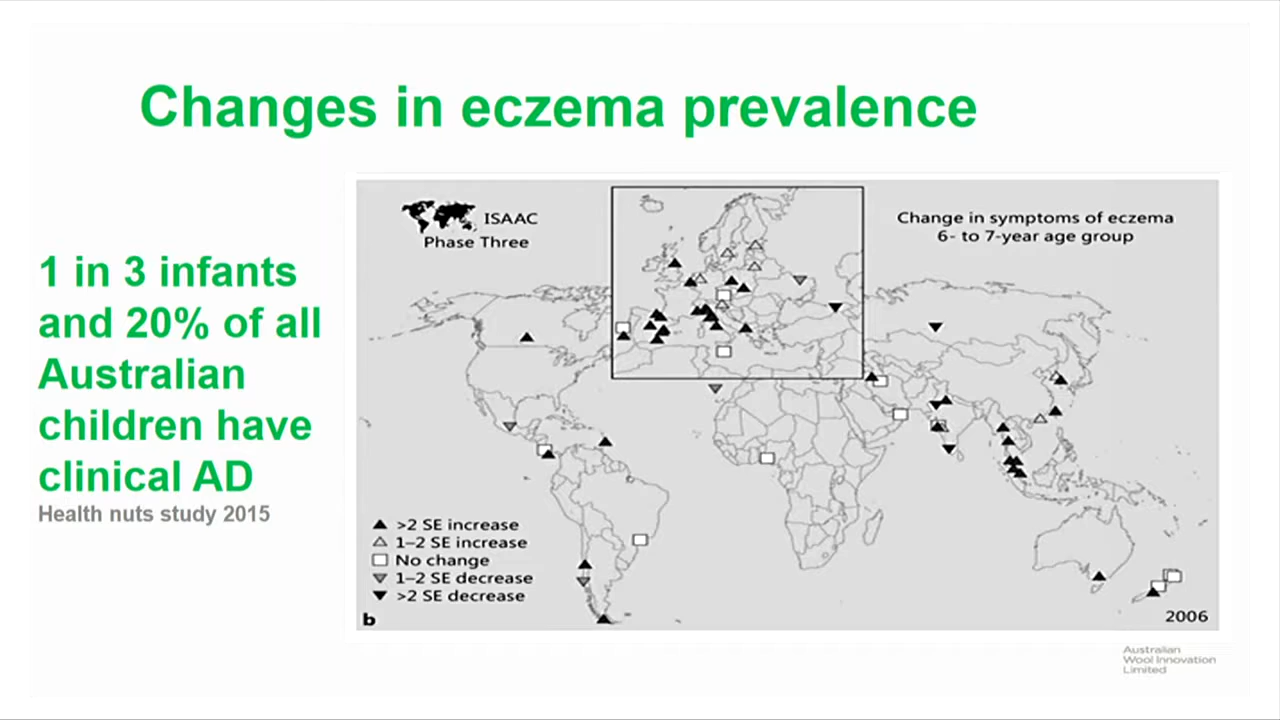 Changes in eczema prevalence
1 in 3 infants
and 20% of all
Australian
children have
clinical AD
Health nuts study 2015
ISAAC
Phase Three
Change in symptoms of eczema
6- to 7-year age group
>2 SE increase
1–2 SE increase
No change
1–2 SE decrease
>2 SE decrease
b
2006
Australian
Wool Innovation
Limited